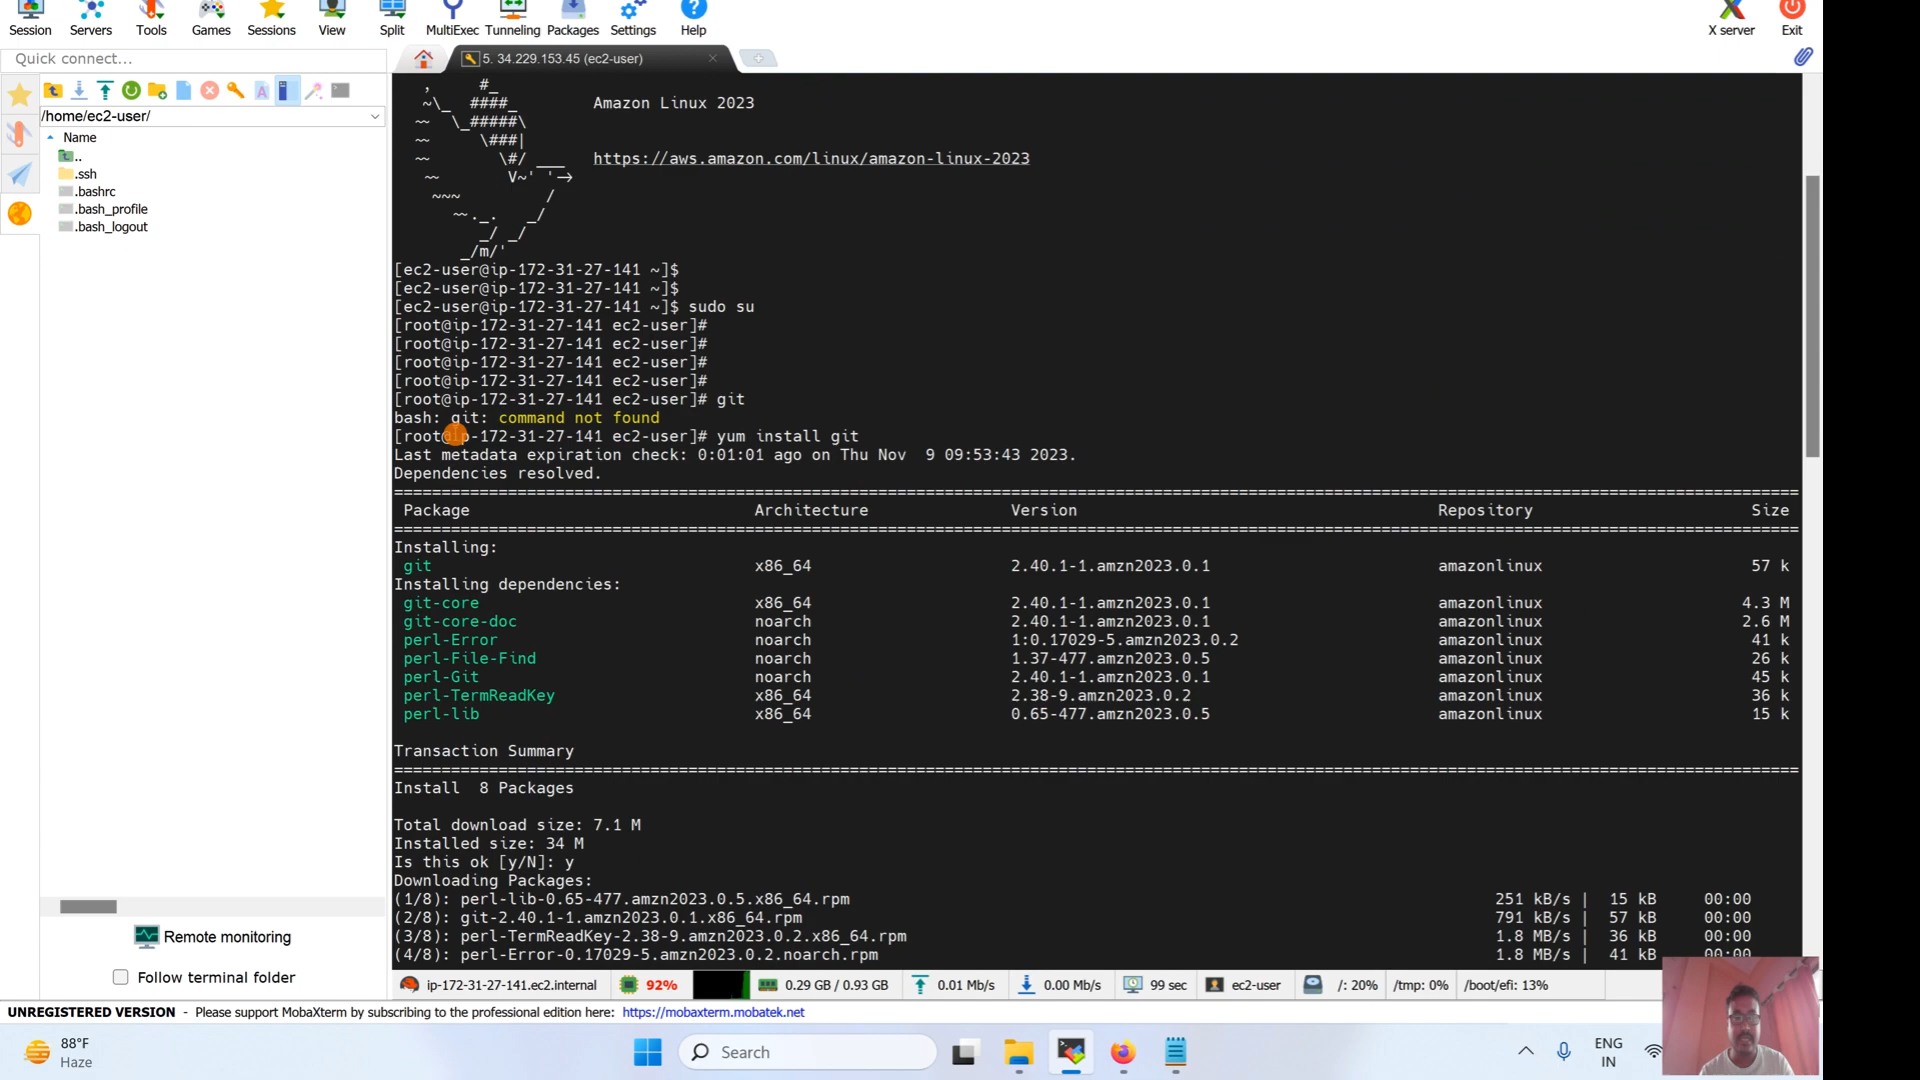 Session Servers Tools Games Sessions View Split MultiExec Tunneling Packages Settings Help X server Exit
Quick connect...
5. 34.229.153.45 (ec2-user)
/home/ec2-user/
Name
..
.ssh
.bashrc
.bash_profile
.bash_logout
Remote monitoring
Follow terminal folder
, #_
~\_ ####_ Amazon Linux 2023
~~ \_#####\
~~ \###|
~~ \#/ ___ https://aws.amazon.com/linux/amazon-linux-2023
~~ V~' '->
~~~ /
~~._. _/
_/ _/
_/m/'
[ec2-user@ip-172-31-27-141 ~]$
[ec2-user@ip-172-31-27-141 ~]$
[ec2-user@ip-172-31-27-141 ~]$ sudo su
[root@ip-172-31-27-141 ec2-user]#
[root@ip-172-31-27-141 ec2-user]#
[root@ip-172-31-27-141 ec2-user]#
[root@ip-172-31-27-141 ec2-user]#
[root@ip-172-31-27-141 ec2-user]# git
bash: git: command not found
[root@ip-172-31-27-141 ec2-user]# yum install git
Last metadata expiration check: 0:01:01 ago on Thu Nov 9 09:53:43 2023.
Dependencies resolved.
================================================================================
Package Architecture Version Repository Size
================================================================================
Installing:
git x86_64 2.40.1-1.amzn2023.0.1 amazonlinux 57 k
Installing dependencies:
git-core x86_64 2.40.1-1.amzn2023.0.1 amazonlinux 4.3 M
git-core-doc noarch 2.40.1-1.amzn2023.0.1 amazonlinux 2.6 M
perl-Error noarch 1:0.17029-5.amzn2023.0.2 amazonlinux 41 k
perl-File-Find noarch 1.37-477.amzn2023.0.5 amazonlinux 26 k
perl-Git noarch 2.40.1-1.amzn2023.0.1 amazonlinux 45 k
perl-TermReadKey x86_64 2.38-9.amzn2023.0.2 amazonlinux 36 k
perl-lib x86_64 0.65-477.amzn2023.0.5 amazonlinux 15 k
Transaction Summary
================================================================================
Install 8 Packages
Total download size: 7.1 M
Installed size: 34 M
Is this ok [y/N]: y
Downloading Packages:
(1/8): perl-lib-0.65-477.amzn2023.0.5.x86_64.rpm 251 kB/s | 15 kB 00:00
(2/8): git-2.40.1-1.amzn2023.0.1.x86_64.rpm 791 kB/s | 57 kB 00:00
(3/8): perl-TermReadKey-2.38-9.amzn2023.0.2.x86_64.rpm 1.8 MB/s | 36 kB 00:00
(4/8): perl-Error-0.17029-5.amzn2023.0.2.noarch.rpm 1.8 MB/s | 41 kB 00:00
ip-172-31-27-141.ec2.internal 92% 0.29 GB / 0.93 GB 0.01 Mb/s 0.00 Mb/s 99 sec ec2-user /: 20% /tmp: 0% /boot/efi: 13%
UNREGISTERED VERSION - Please support MobaXterm by subscribing to the professional edition here: https://mobaxterm.mobatek.net
88°F
Haze
Search
ENG
IN